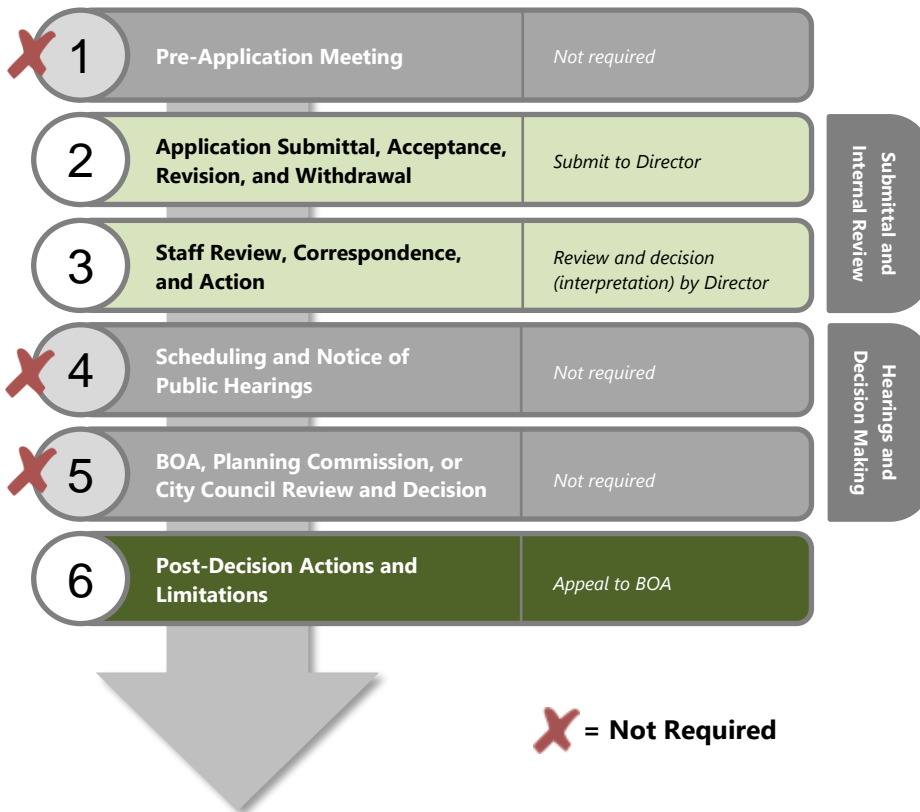 1
Pre-Application Meeting
Not required
2
Application Submittal, Acceptance,
Revision, and Withdrawal
Submit to Director
3
Staff Review, Correspondence,
and Action
Review and decision
(interpretation) by Director
Submittal and
Internal Review
4
Scheduling and Notice of
Public Hearings
Not required
5
BOA, Planning Commission, or
City Council Review and Decision
Not required
Hearings and
Decision Making
6
Post-Decision Actions and
Limitations
Appeal to BOA
= Not Required